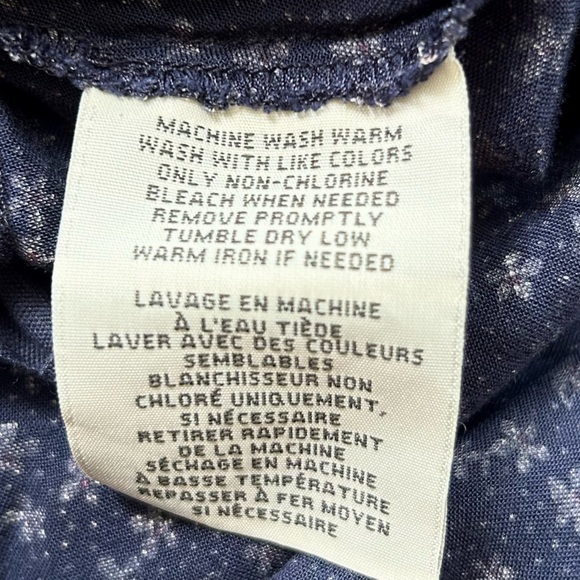 MACHINE WASH WARM
WASH WITH LIKE COLORS
ONLY NON-CHLORINE
BLEACH WHEN NEEDED
REMOVE PROMPTLY
TUMBLE DRY LOW
WARM IRON IF NEEDED
LAVAGE EN MACHINE
À L'EAU TIÈDE
LAVER AVEC DES COULEURS
SEMBLABLES
BLANCHISSEUR NON
CHLORÉ UNIQUEMENT,
SI NÉCESSAIRE
RETIRER RAPIDEMENT
DE LA MACHINE
SÉCHAGE EN MACHINE
À BASSE TEMPÉRATURE
REPASSER À FER MOYEN
SI NÉCESSAIRE